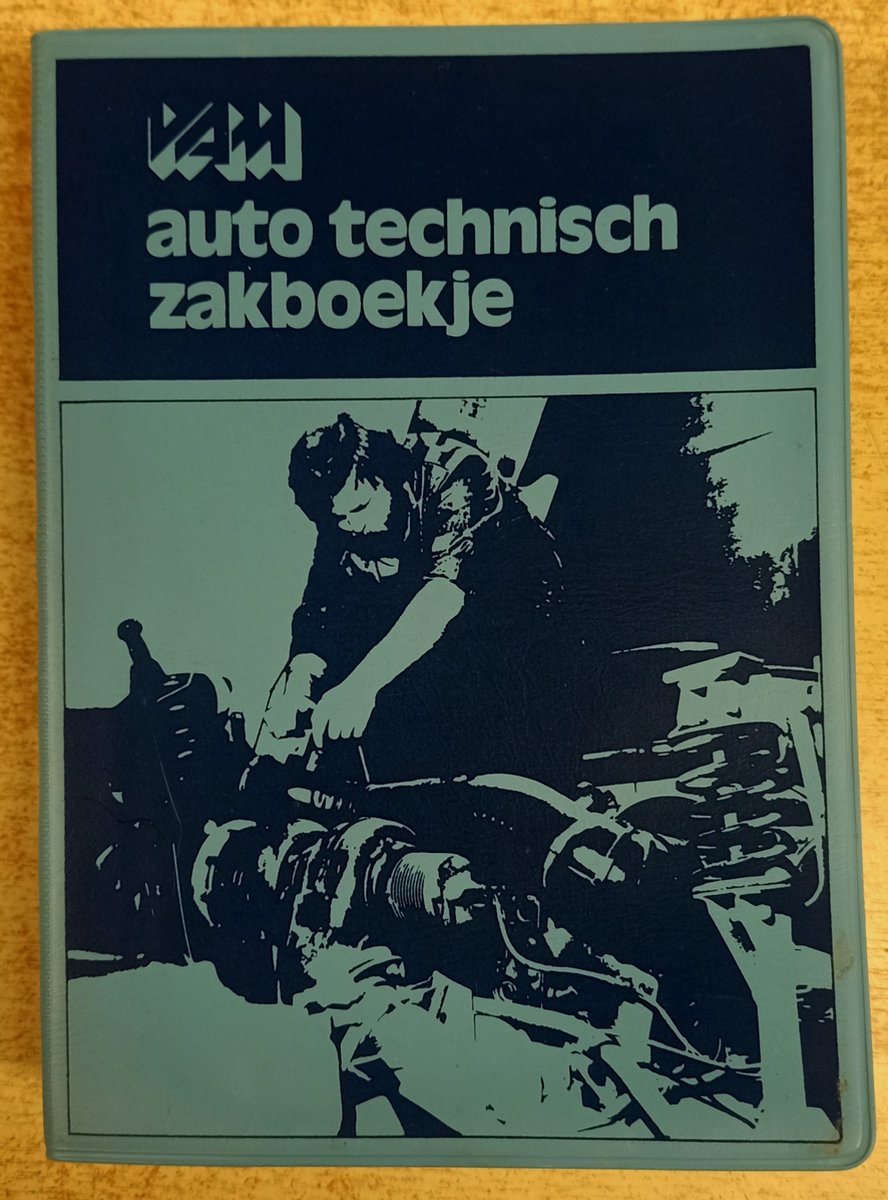 VAM
auto technisch
zakboekje